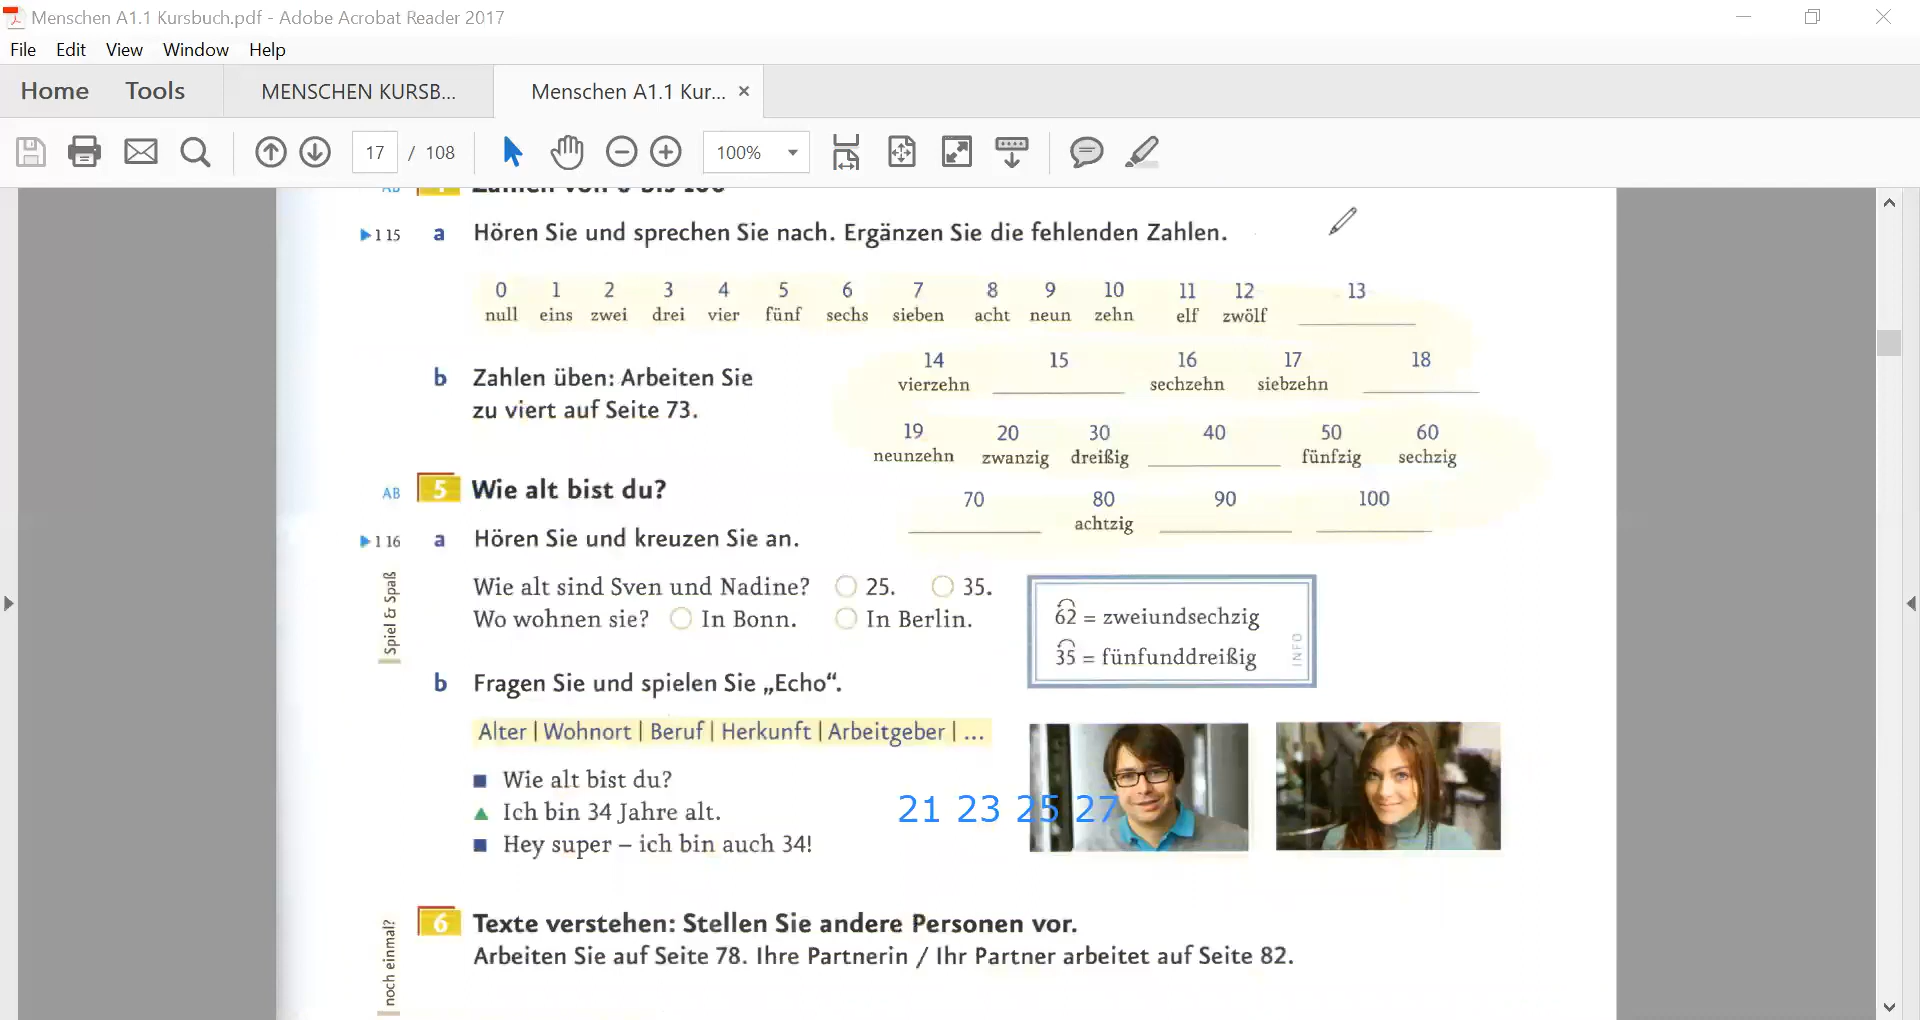 Menschen A1.1 Kursbuch.pdf - Adobe Acrobat Reader 2017
File Edit View Window Help
Home Tools MENSCHEN KURSB... Menschen A1.1 Kur... ×
17 / 108 100%
AB 4 Zahlen von 0 bis 100
▶1 15 a Hören Sie und sprechen Sie nach. Ergänzen Sie die fehlenden Zahlen.
0 1 2 3 4 5 6 7 8 9 10 11 12 13
null eins zwei drei vier fünf sechs sieben acht neun zehn elf zwölf
14 15 16 17 18
vierzehn sechzehn siebzehn
b Zahlen üben: Arbeiten Sie
zu viert auf Seite 73.
19 20 30 40 50 60
neunzehn zwanzig dreißig fünfzig sechzig
70 80 90 100
achtzig
AB 5 Wie alt bist du?
▶1 16 a Hören Sie und kreuzen Sie an.
Spiel & Spaß
Wie alt sind Sven und Nadine? 25. 35.
Wo wohnen sie? In Bonn. In Berlin.
62 = zweiundsechzig
35 = fünfunddreißig
INFO
b Fragen Sie und spielen Sie „Echo“.
Alter | Wohnort | Beruf | Herkunft | Arbeitgeber | ...
■ Wie alt bist du?
▲ Ich bin 34 Jahre alt.
■ Hey super – ich bin auch 34!
21 23 25 27
noch einmal?
6 Texte verstehen: Stellen Sie andere Personen vor.
Arbeiten Sie auf Seite 78. Ihre Partnerin / Ihr Partner arbeitet auf Seite 82.